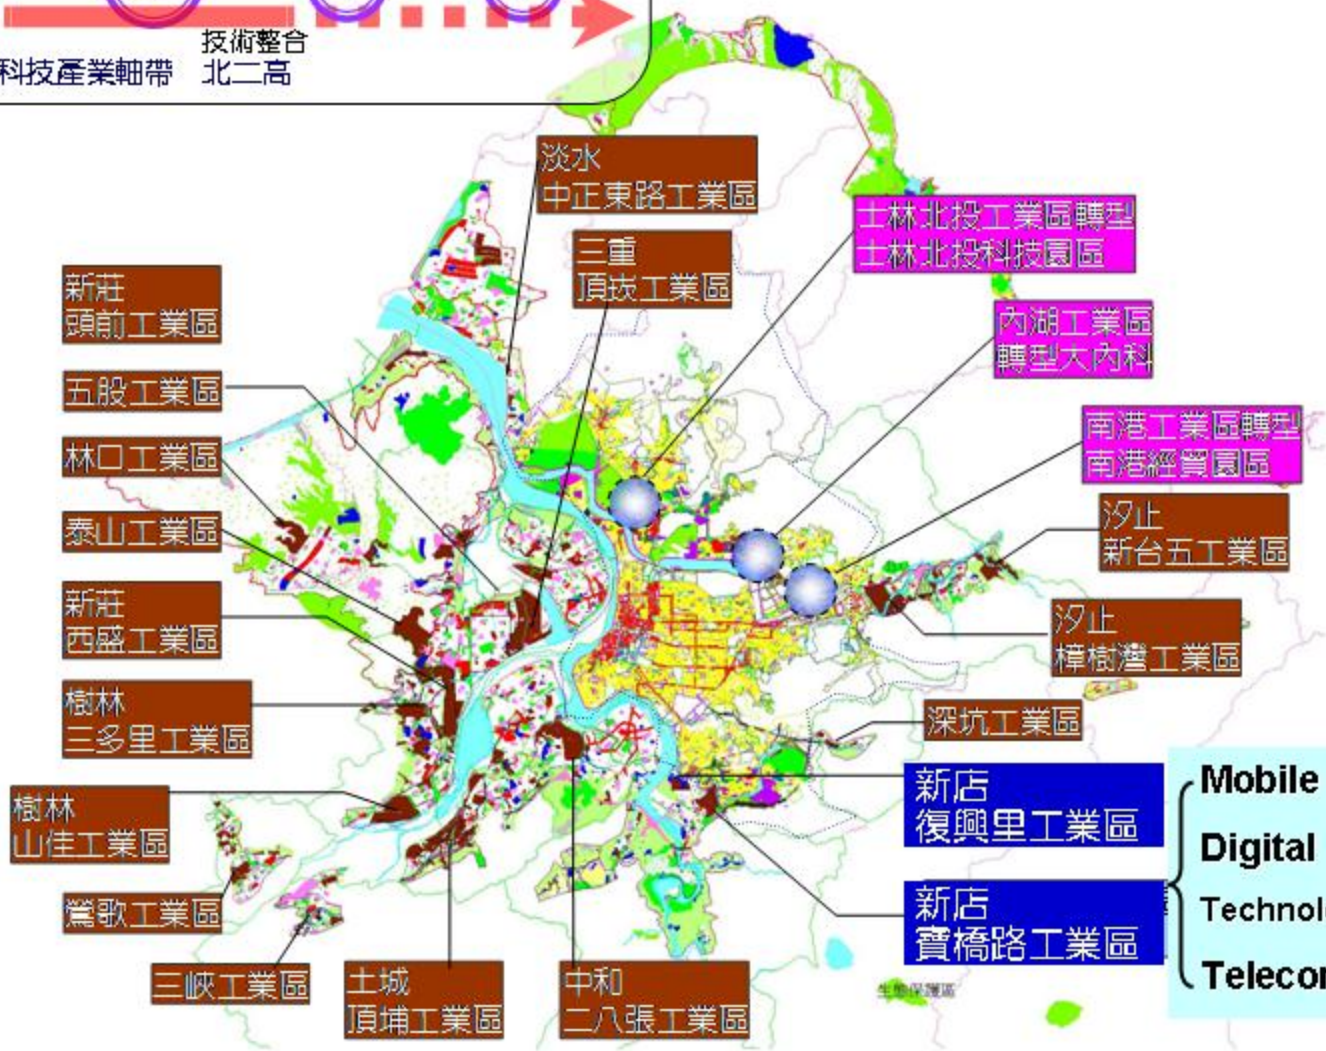 技術整合
科技產業軸帶 北二高
淡水
中正東路工業區
士林北投工業區轉型
士林北投科技園區
三重
頂崁工業區
新莊
頭前工業區
內湖工業區
轉型大內科
五股工業區
南港工業區轉型
南港經貿園區
林口工業區
汐止
新台五工業區
泰山工業區
新莊
西盛工業區
汐止
樟樹灣工業區
樹林
三多里工業區
深坑工業區
新店
復興里工業區
Mobile
Digital
樹林
山佳工業區
新店
寶橋路工業區
Technol
Telecor
鶯歌工業區
三峽工業區
土城
頂埔工業區
中和
二八張工業區
生態保護區